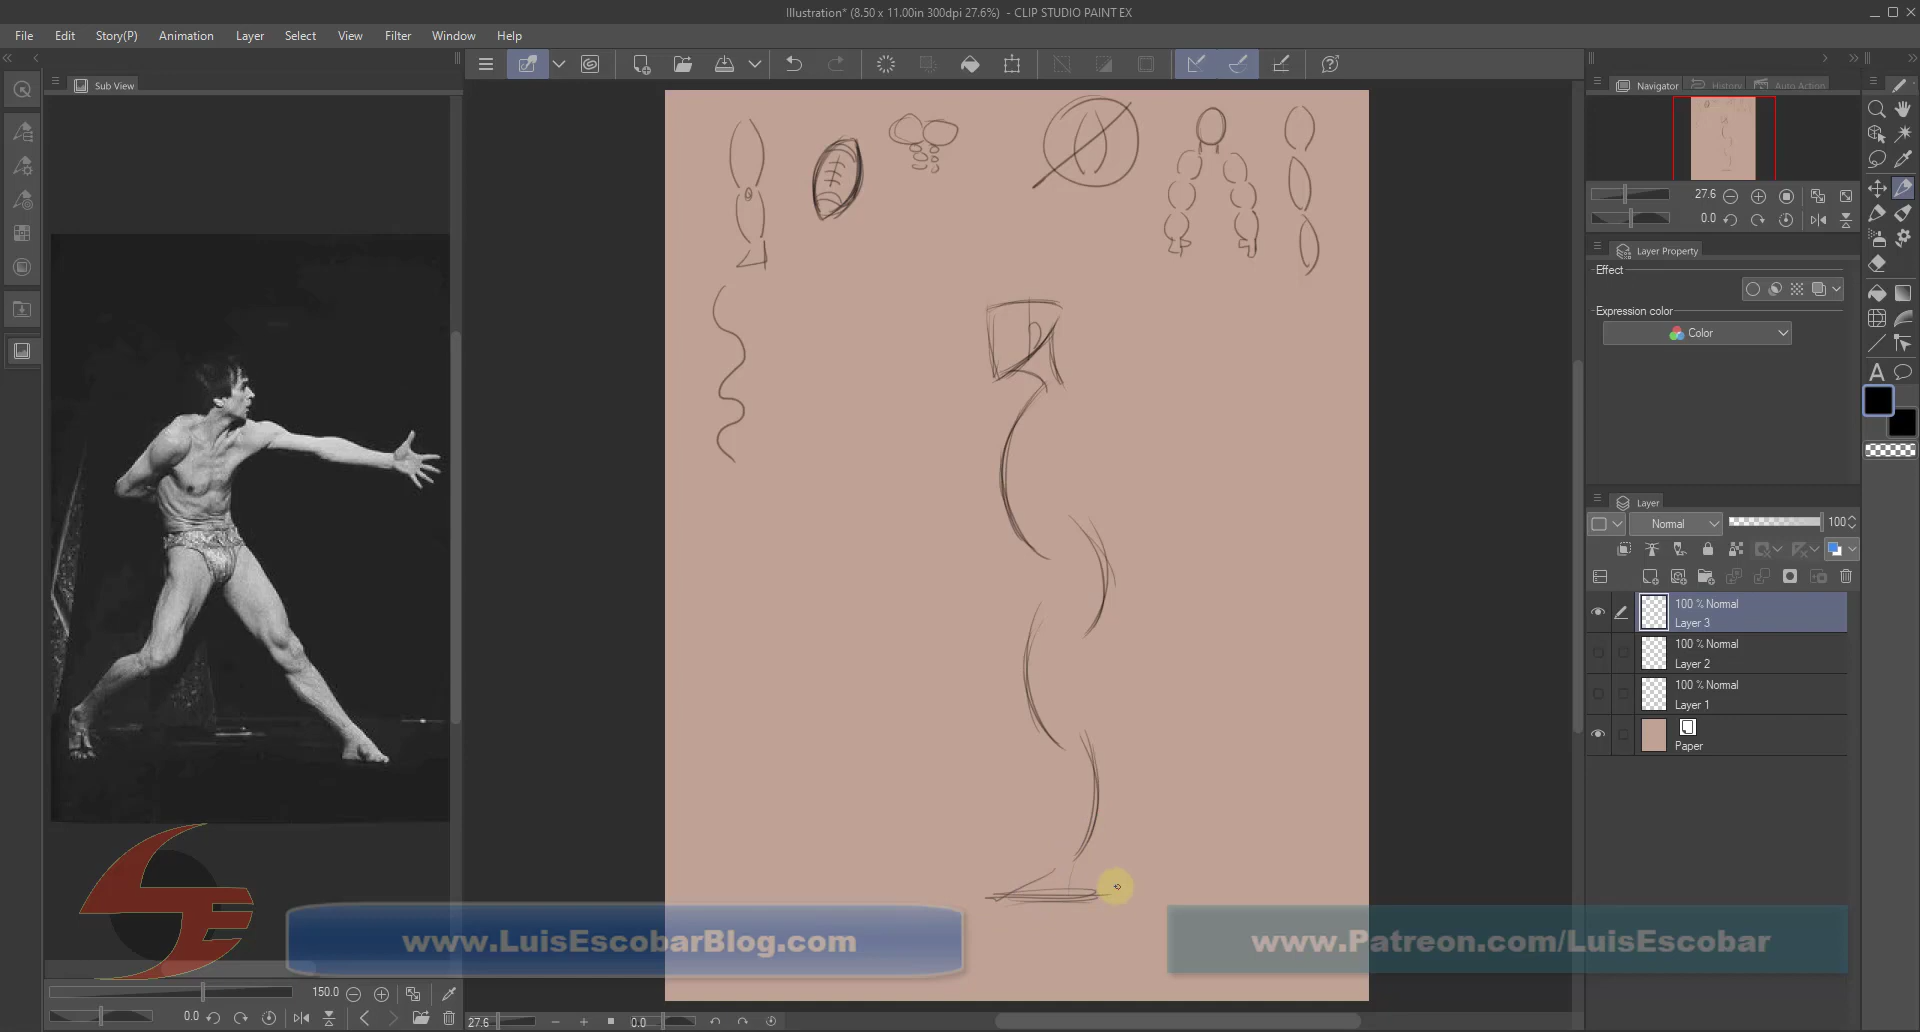 Illustration* (8.50 x 11.00in 300dpi 27.6%) - CLIP STUDIO PAINT EX
File Edit Story(P) Animation Layer Select View Filter Window Help
Sub View
Navigator History Auto Action
27.6
0.0
Layer Property
Effect
Expression color
Color
Layer
Normal 100
100 % Normal
Layer 3
100 % Normal
Layer 2
100 % Normal
Layer 1
Paper
A
www.LuisEscobarBlog.com
www.Patreon.com/LuisEscobar
150.0
0.0
27.6 0.0